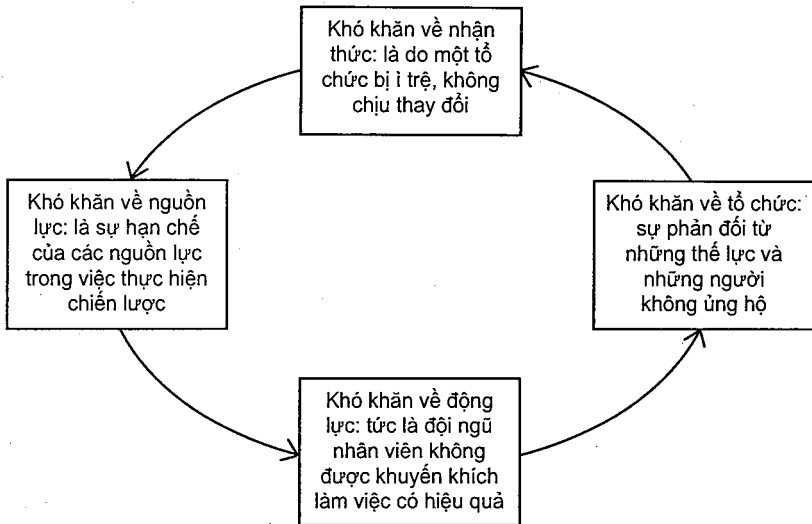 Khó khăn về nhận
thức: là do một tổ
chức bị ì trệ, không
chịu thay đổi
Khó khăn về nguồn
lực: là sự hạn chế
của các nguồn lực
trong việc thực hiện
chiến lược
Khó khăn về tổ chức:
sự phản đối từ
những thế lực và
những người
không ủng hộ
Khó khăn về động
lực: tức là đội ngũ
nhân viên không
được khuyến khích
làm việc có hiệu quả